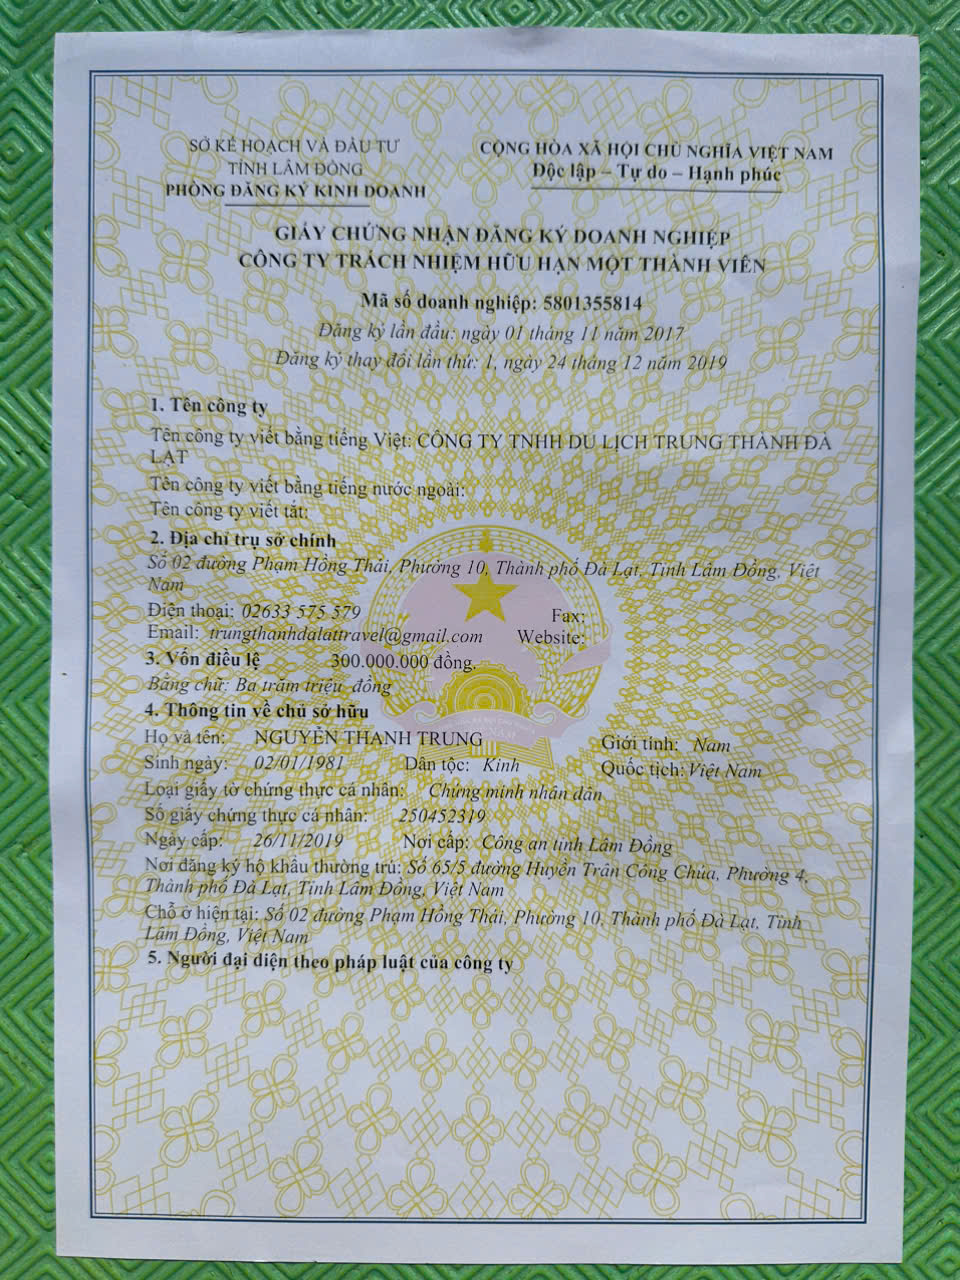 SỞ KẾ HOẠCH VÀ ĐẦU TƯ
TỈNH LÂM ĐỒNG
PHÒNG ĐĂNG KÝ KINH DOANH
CỘNG HÒA XÃ HỘI CHỦ NGHĨA VIỆT NAM
Độc lập – Tự do – Hạnh phúc
GIẤY CHỨNG NHẬN ĐĂNG KÝ DOANH NGHIỆP
CÔNG TY TRÁCH NHIỆM HỮU HẠN MỘT THÀNH VIÊN
Mã số doanh nghiệp: 5801355814
Đăng ký lần đầu: ngày 01 tháng 11 năm 2017
Đăng ký thay đổi lần thứ: 1, ngày 24 tháng 12 năm 2019
1. Tên công ty
Tên công ty viết bằng tiếng Việt: CÔNG TY TNHH DU LỊCH TRUNG THÀNH ĐÀ
LẠT
Tên công ty viết bằng tiếng nước ngoài:
Tên công ty viết tắt:
2. Địa chỉ trụ sở chính
Số 02 đường Phạm Hồng Thái, Phường 10, Thành phố Đà Lạt, Tỉnh Lâm Đồng, Việt
Nam
Điện thoại: 02633 575 579 Fax:
Email: trungthanhdalattravel@gmail.com Website:
3. Vốn điều lệ 300.000.000 đồng.
Bằng chữ: Ba trăm triệu đồng
4. Thông tin về chủ sở hữu
Họ và tên: NGUYỄN THANH TRUNG Giới tính: Nam
Sinh ngày: 02/01/1981 Dân tộc: Kinh Quốc tịch: Việt Nam
Loại giấy tờ chứng thực cá nhân: Chứng minh nhân dân
Số giấy chứng thực cá nhân: 250452319
Ngày cấp: 26/11/2019 Nơi cấp: Công an tỉnh Lâm Đồng
Nơi đăng ký hộ khẩu thường trú: Số 65/5 đường Huyền Trân Công Chúa, Phường 4,
Thành phố Đà Lạt, Tỉnh Lâm Đồng, Việt Nam
Chỗ ở hiện tại: Số 02 đường Phạm Hồng Thái, Phường 10, Thành phố Đà Lạt, Tỉnh
Lâm Đồng, Việt Nam
5. Người đại diện theo pháp luật của công ty